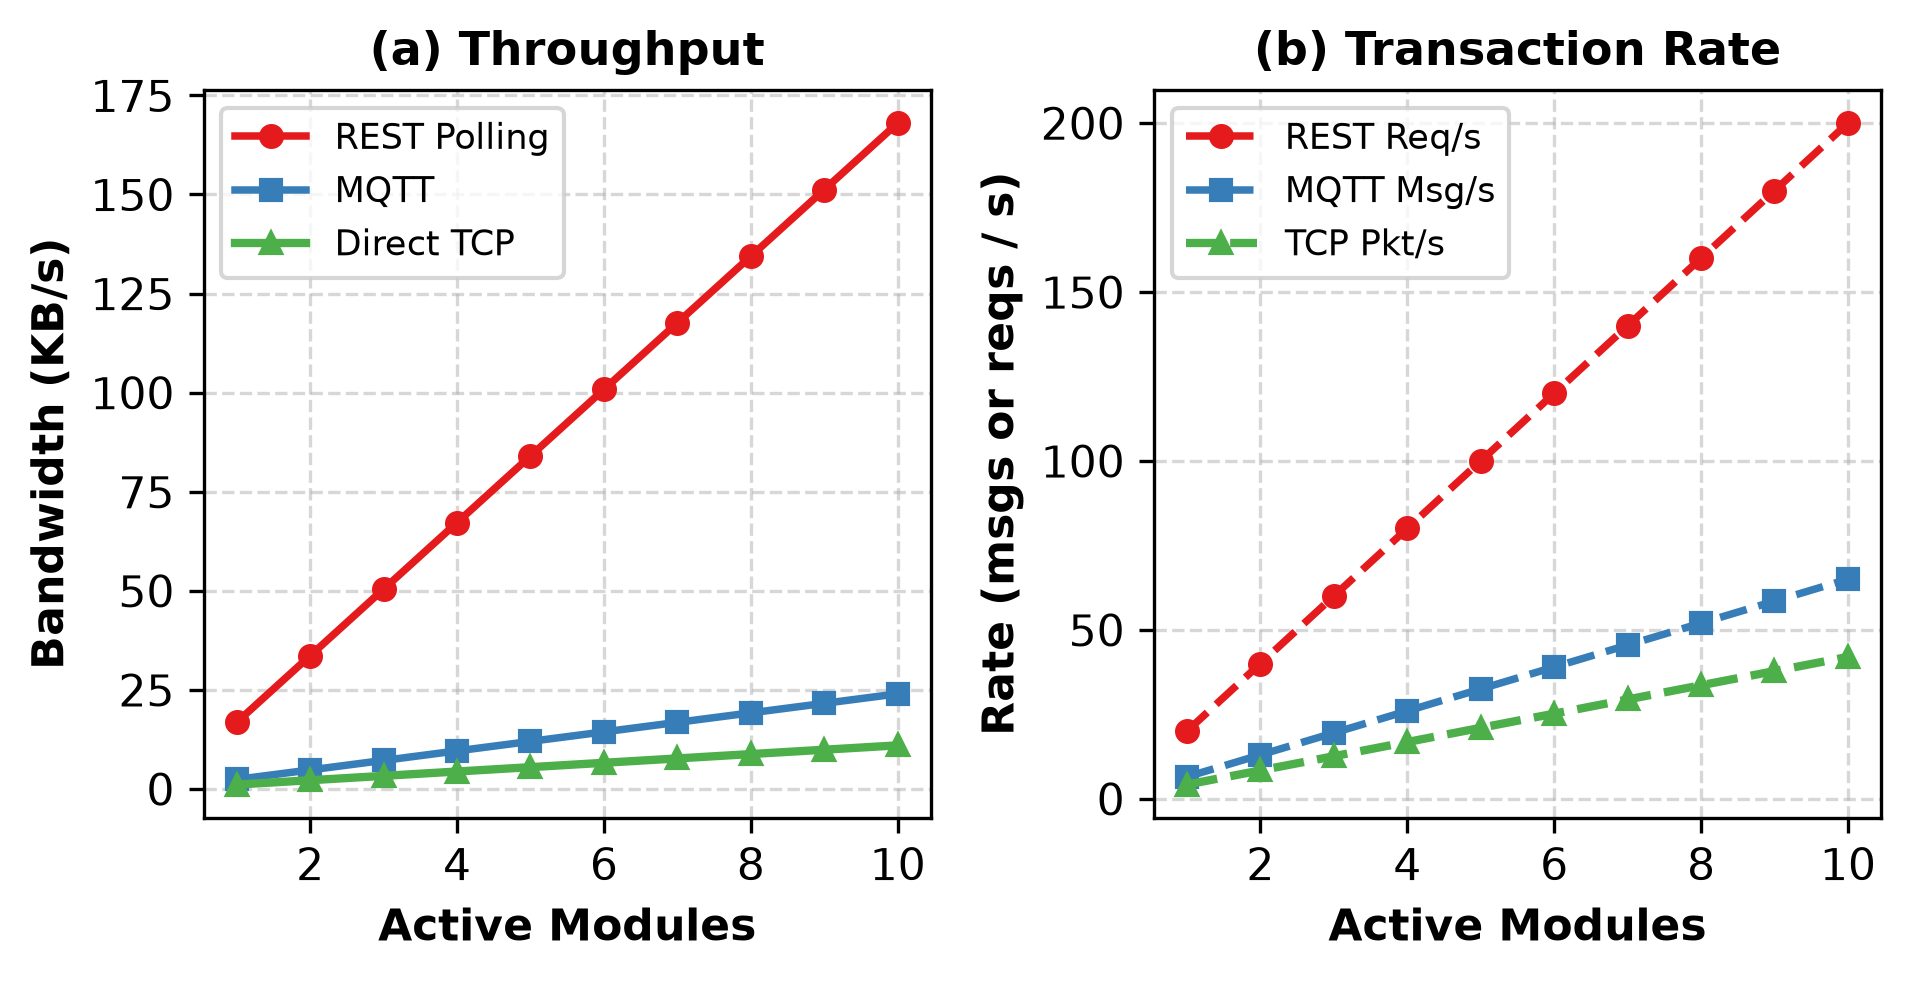 (a) Throughput
Bandwidth (KB/s)
175
150
125
100
75
50
25
0
REST Polling
MQTT
Direct TCP
2 4 6 8 10
Active Modules
(b) Transaction Rate
Rate (msgs or reqs / s)
200
150
100
50
0
REST Req/s
MQTT Msg/s
TCP Pkt/s
2 4 6 8 10
Active Modules